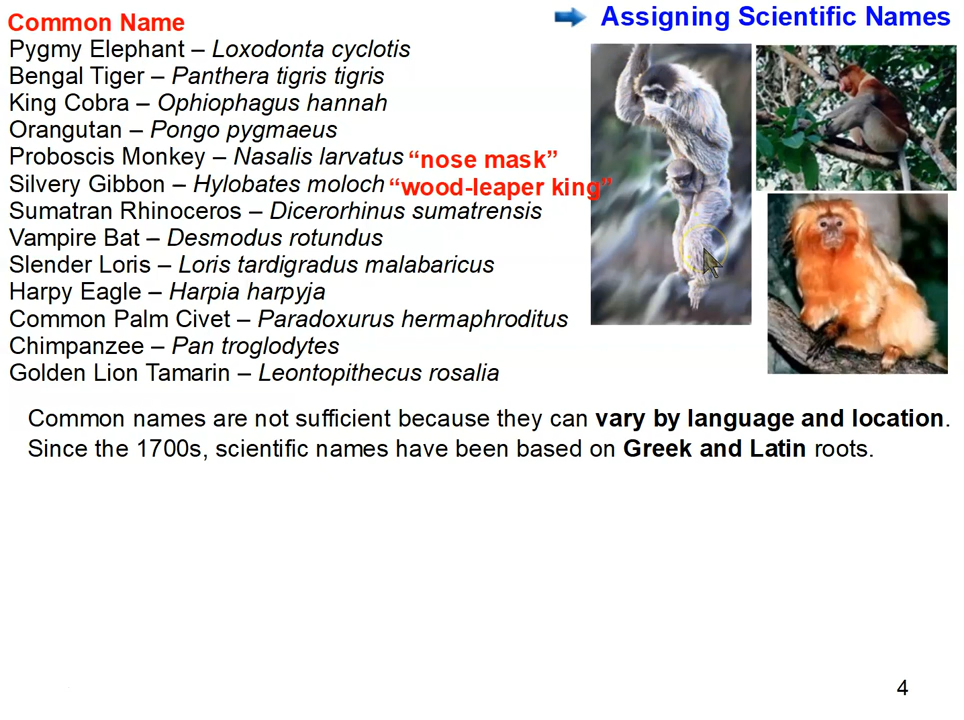 Common Name
Assigning Scientific Names
Pygmy Elephant – Loxodonta cyclotis
Bengal Tiger – Panthera tigris tigris
King Cobra – Ophiophagus hannah
Orangutan – Pongo pygmaeus
Proboscis Monkey – Nasalis larvatus “nose mask”
Silvery Gibbon – Hylobates moloch “wood-leaper king”
Sumatran Rhinoceros – Dicerorhinus sumatrensis
Vampire Bat – Desmodus rotundus
Slender Loris – Loris tardigradus malabaricus
Harpy Eagle – Harpia harpyja
Common Palm Civet – Paradoxurus hermaphroditus
Chimpanzee – Pan troglodytes
Golden Lion Tamarin – Leontopithecus rosalia
Common names are not sufficient because they can vary by language and location.
Since the 1700s, scientific names have been based on Greek and Latin roots.
4